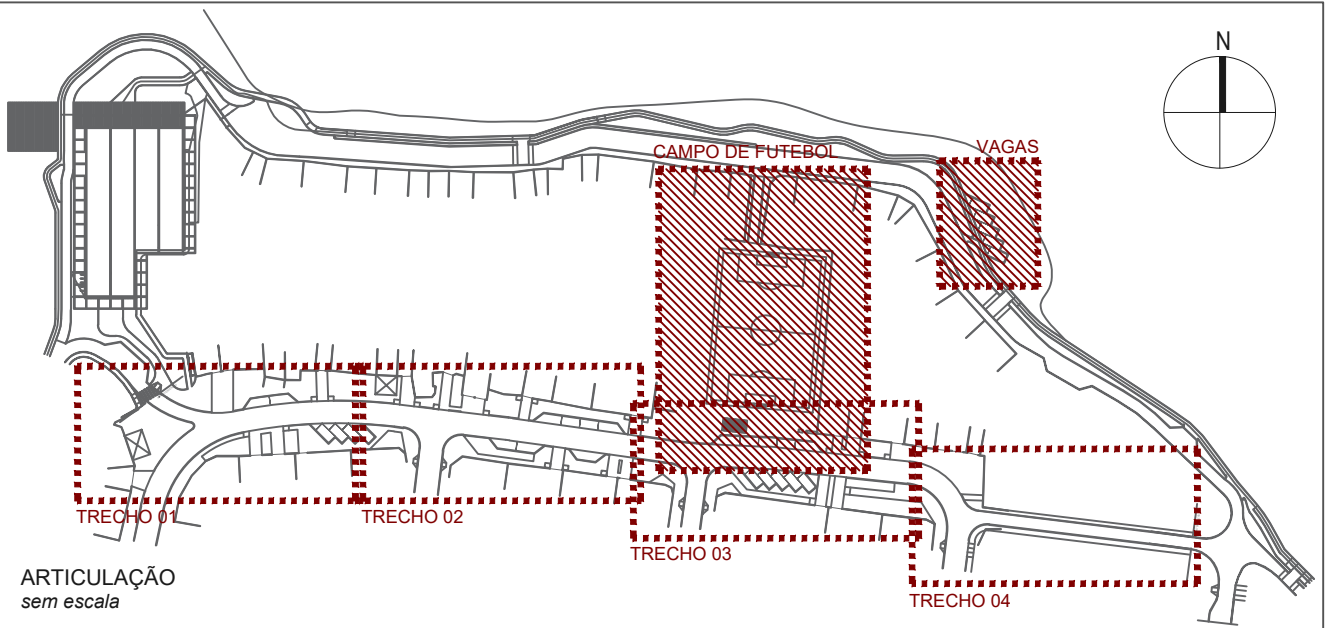 N
CAMPO DE FUTEBOL
VAGAS
TRECHO 01
TRECHO 02
TRECHO 03
TRECHO 04
ARTICULAÇÃO
sem escala